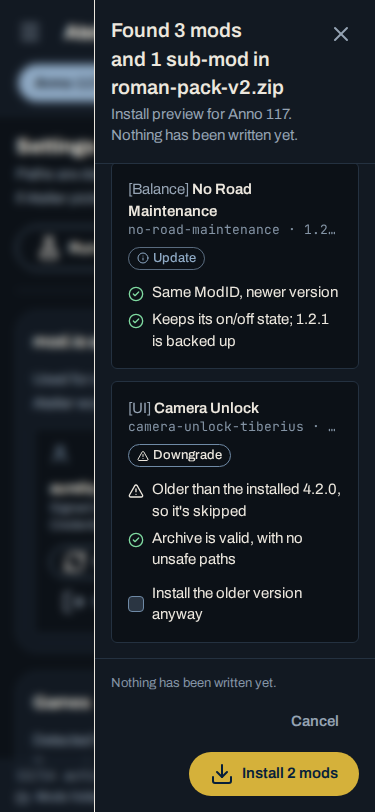 Found 3 mods
and 1 sub-mod in
roman-pack-v2.zip
Install preview for Anno 117.
Nothing has been written yet.
[Balance] No Road
Maintenance
no-road-maintenance · 1.2…
Update
Same ModID, newer version
Keeps its on/off state; 1.2.1
is backed up
[UI] Camera Unlock
camera-unlock-tiberius · …
Downgrade
Older than the installed 4.2.0,
so it's skipped
Archive is valid, with no
unsafe paths
Install the older version
anyway
Nothing has been written yet.
Cancel
Install 2 mods